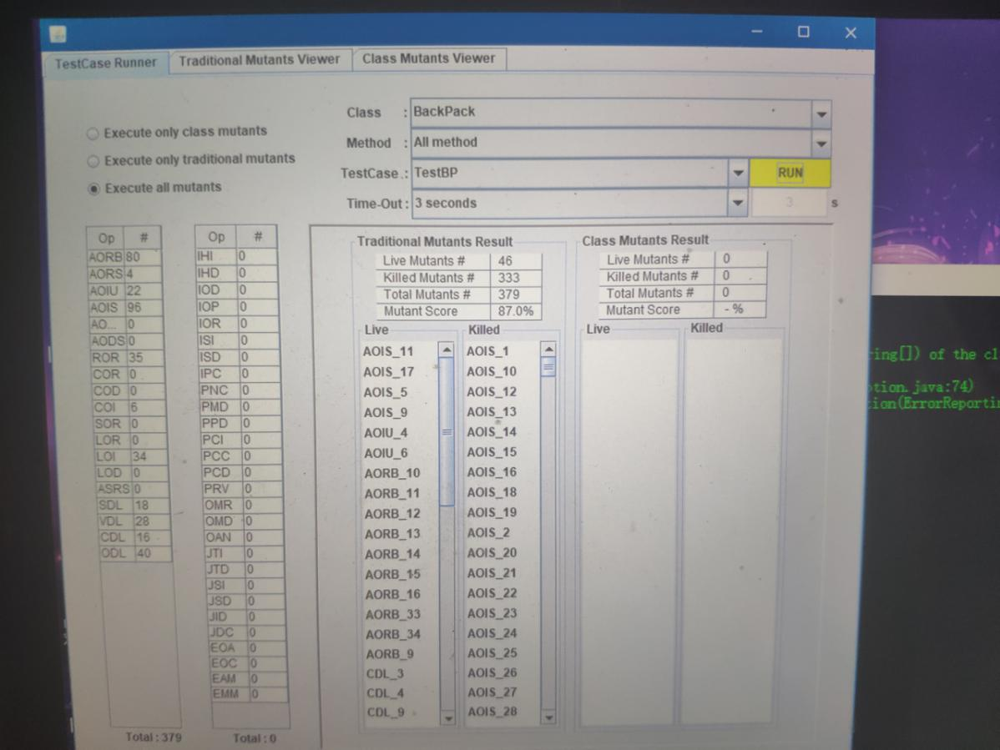 TestCase Runner Traditional Mutants Viewer Class Mutants Viewer
Class : BackPack
Execute only class mutants
Method : All method
Execute only traditional mutants
TestCase : TestBP RUN
Execute all mutants
Time-Out : 3 seconds 3 s
Op #
AORB 80
AORS 4
AOIU 22
AOIS 96
AO... 0
AODS 0
ROR 35
COR 0
COD 0
COI 6
SOR 0
LOR 0
LOI 34
LOD 0
ASRS 0
SDL 18
VDL 28
CDL 16
ODL 40
Total : 379
Op #
IHI 0
IHD 0
IOD 0
IOP 0
IOR 0
ISI 0
ISD 0
IPC 0
PNC 0
PMD 0
PPD 0
PCI 0
PCC 0
PCD 0
PRV 0
OMR 0
OMD 0
OAN 0
JTI 0
JTD 0
JSI 0
JSD 0
JID 0
JDC 0
EOA 0
EOC 0
EAM 0
EMM 0
Total : 0
Traditional Mutants Result
Live Mutants # 46
Killed Mutants # 333
Total Mutants # 379
Mutant Score 87.0%
Live
AOIS_11
AOIS_17
AOIS_5
AOIS_9
AOIU_4
AOIU_6
AORB_10
AORB_11
AORB_12
AORB_13
AORB_14
AORB_15
AORB_16
AORB_33
AORB_34
AORB_9
CDL_3
CDL_4
CDL_9
Killed
AOIS_1
AOIS_10
AOIS_12
AOIS_13
AOIS_14
AOIS_15
AOIS_16
AOIS_18
AOIS_19
AOIS_2
AOIS_20
AOIS_21
AOIS_22
AOIS_23
AOIS_24
AOIS_25
AOIS_26
AOIS_27
AOIS_28
Class Mutants Result
Live Mutants # 0
Killed Mutants # 0
Total Mutants # 0
Mutant Score - %
Live
Killed
ring[]) of the cl
ption.java:74)
tion(ErrorReporti